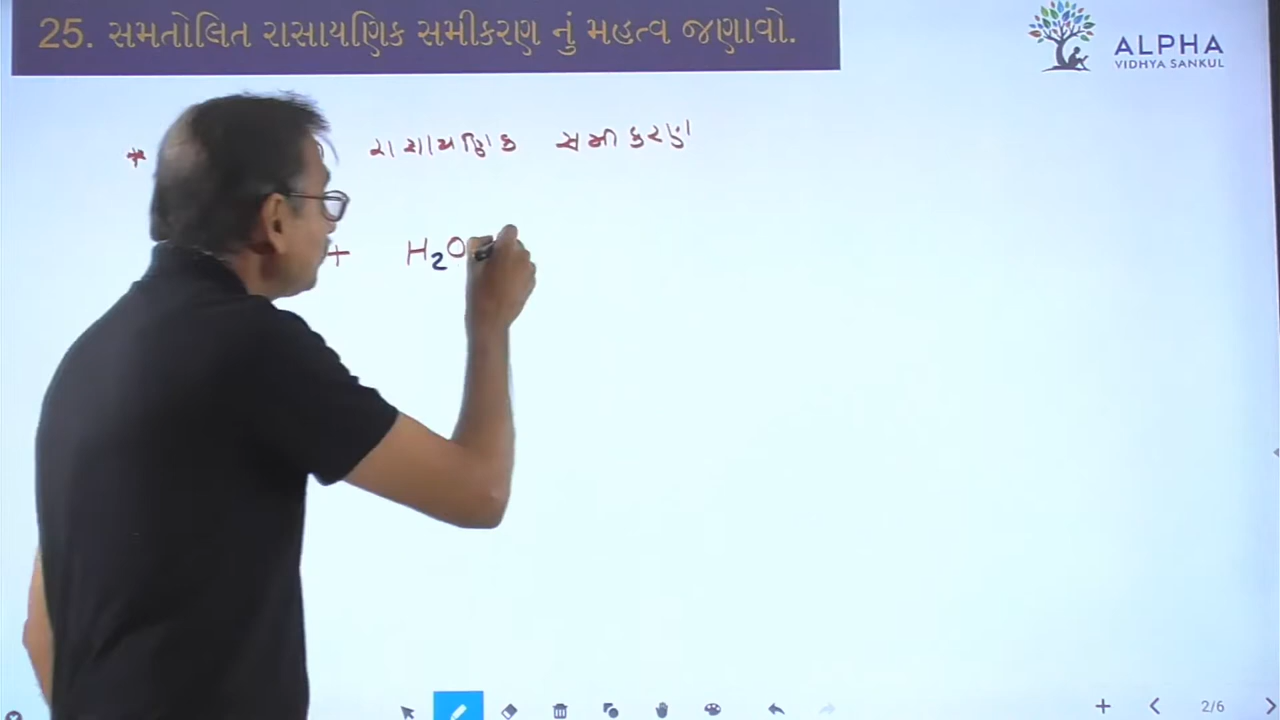 25. સમતોલિત રાસાયણિક સમીકરણ નું મહત્વ જણાવો.
ALPHA
VIDHYA SANKUL
* રાસાયણિક સમીકરણ
+ H2O
2/6